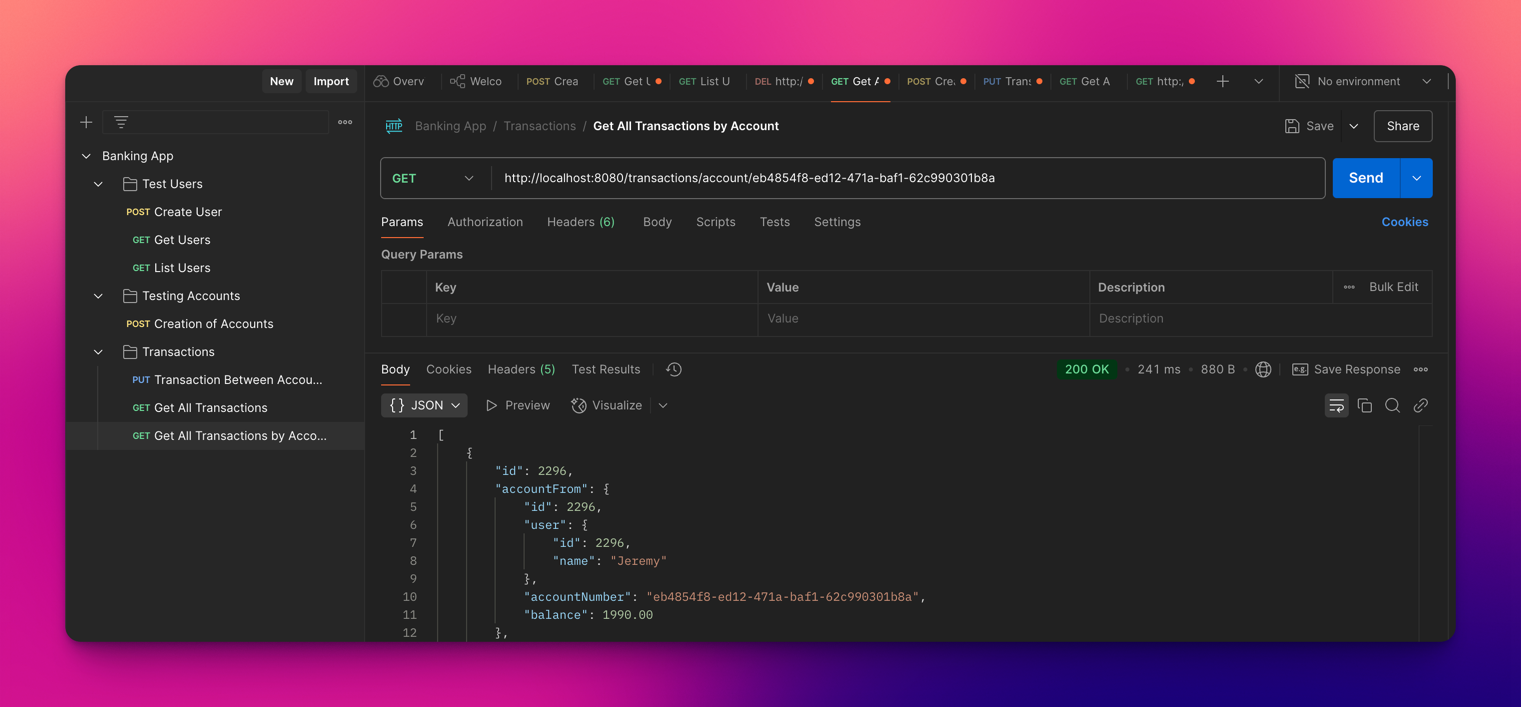 New Import Overv Welco POST Crea GET Get U GET List U DEL http:/ GET Get A POST Cre. PUT Tran: GET Get A GET http:, No environment
Banking App / Transactions / Get All Transactions by Account Save Share
Banking App
Test Users
POST Create User
GET Get Users
GET List Users
Testing Accounts
POST Creation of Accounts
Transactions
PUT Transaction Between Accou...
GET Get All Transactions
GET Get All Transactions by Acco...
GET http://localhost:8080/transactions/account/eb4854f8-ed12-471a-baf1-62c990301b8a Send
Params Authorization Headers (6) Body Scripts Tests Settings Cookies
Query Params
Key Value Description Bulk Edit
Key Value Description
Body Cookies Headers (5) Test Results 200 OK 241 ms 880 B e.g. Save Response
{} JSON Preview Visualize
1 [
2 {
3 "id": 2296,
4 "accountFrom": {
5 "id": 2296,
6 "user": {
7 "id": 2296,
8 "name": "Jeremy"
9 },
10 "accountNumber": "eb4854f8-ed12-471a-baf1-62c990301b8a",
11 "balance": 1990.00
12 },